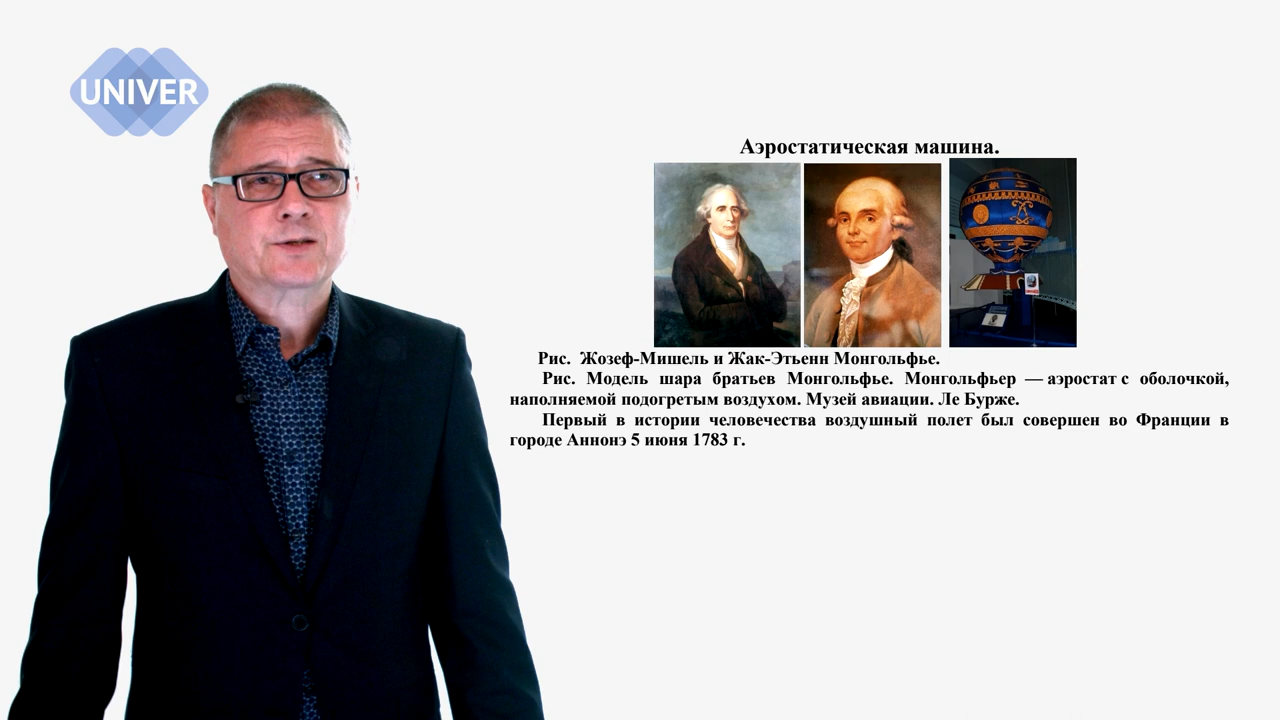 UNIVER
Аэростатическая машина.
Рис. Жозеф-Мишель и Жак-Этьенн Монгольфье.
Рис. Модель шара братьев Монгольфье. Монгольфьер — аэростат с оболочкой,
наполняемой подогретым воздухом. Музей авиации. Ле Бурже.
Первый в истории человечества воздушный полет был совершен во Франции в
городе Аннонэ 5 июня 1783 г.